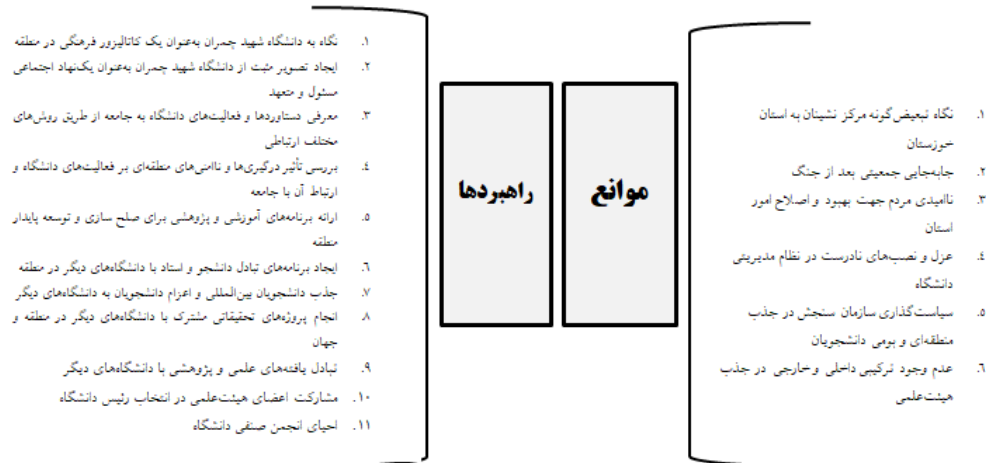 ۱. نگاه تبعیض‌گونه مرکز نشینان به استان
خوزستان
۲. جابه‌جایی جمعیتی بعد از جنگ
۳. ناامیدی مردم جهت بهبود و اصلاح امور
استان
۴. عزل و نصب‌های نادرست در نظام مدیریتی
دانشگاه
۵. سیاست‌گذاری سازمان سنجش در جذب
منطقه‌ای و بومی دانشجویان
۶. عدم وجود ترکیبی داخلی و خارجی در جذب
هیئت‌علمی
موانع
راهبردها
۱. نگاه به دانشگاه شهید چمران به‌عنوان یک کاتالیزور فرهنگی در منطقه
۲. ایجاد تصویر مثبت از دانشگاه شهید چمران به‌عنوان یک‌نهاد اجتماعی
مسئول و متعهد
۳. معرفی دستاوردها و فعالیت‌های دانشگاه به جامعه از طریق روش‌های
مختلف ارتباطی
۴. بررسی تأثیر درگیری‌ها و ناامنی‌های منطقه‌ای بر فعالیت‌های دانشگاه و
ارتباط آن با جامعه
۵. ارائه برنامه‌های آموزشی و پژوهشی برای صلح سازی و توسعه پایدار
منطقه
۶. ایجاد برنامه‌های تبادل دانشجو و استاد با دانشگاه‌های دیگر در منطقه
۷. جذب دانشجویان بین‌المللی و اعزام دانشجویان به دانشگاه‌های دیگر
۸. انجام پروژه‌های تحقیقاتی مشترک با دانشگاه‌های دیگر در منطقه و
جهان
۹. تبادل یافته‌های علمی و پژوهشی با دانشگاه‌های دیگر
۱۰. مشارکت اعضای هیئت‌علمی در انتخاب رئیس دانشگاه
۱۱. احیای انجمن صنفی دانشگاه